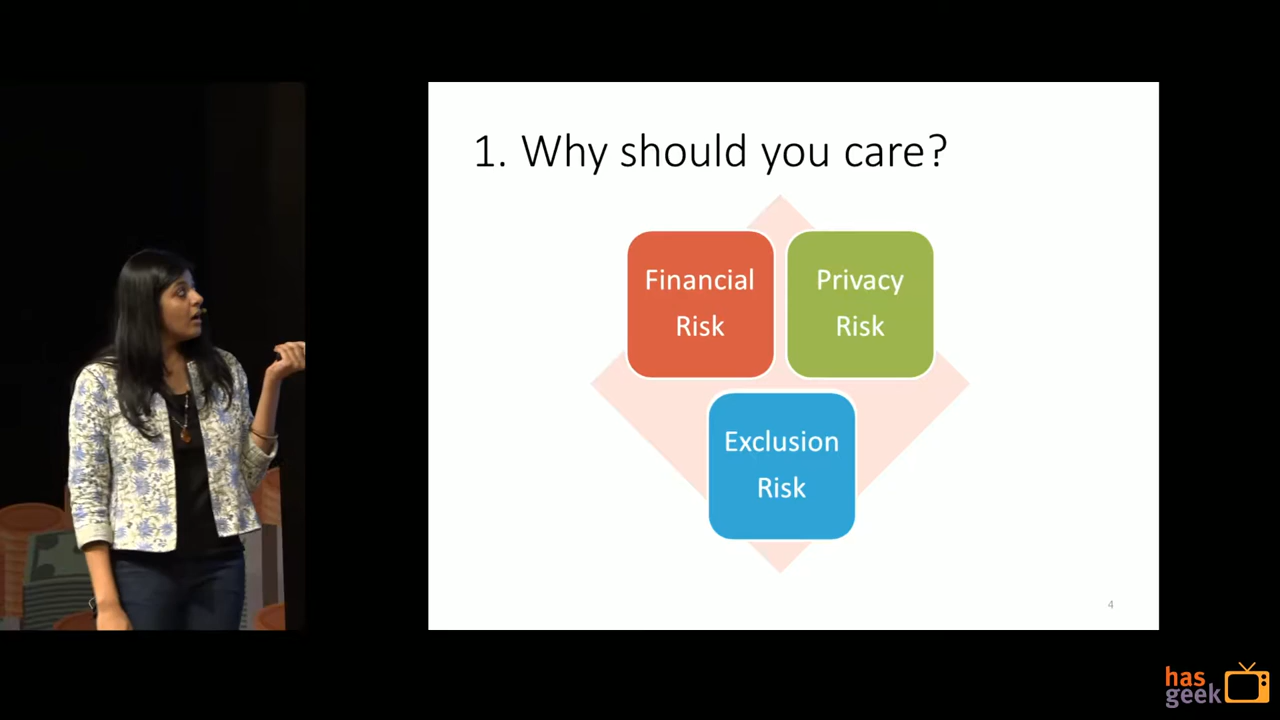 1. Why should you care?
Financial
Risk
Privacy
Risk
Exclusion
Risk
4
has
geek